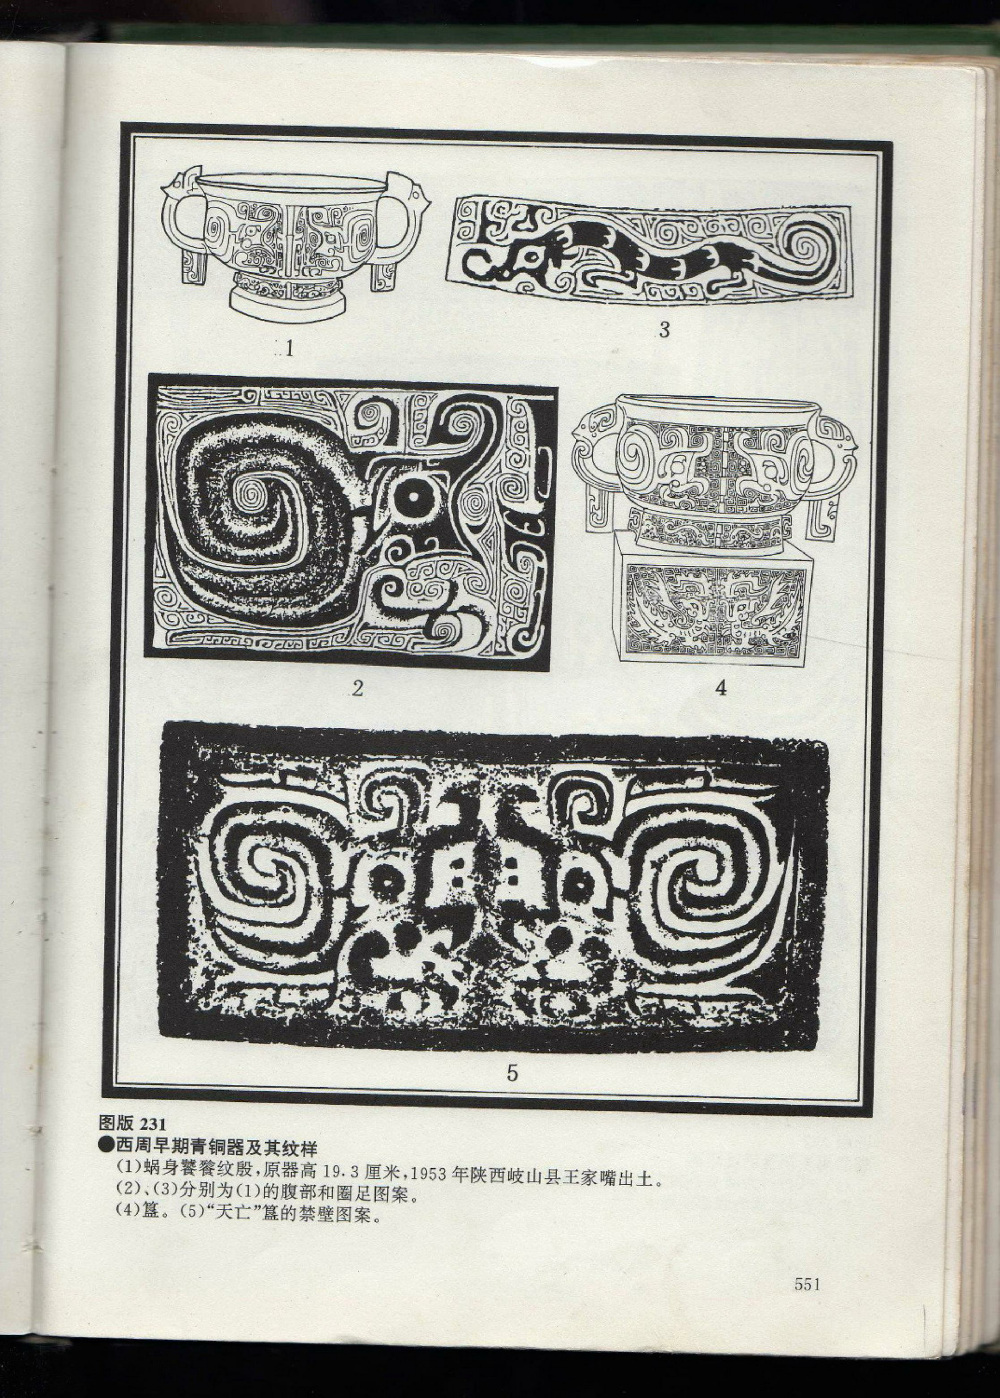 1
3
2
4
5
图版 231
●西周早期青铜器及其纹样
(1)蜗身饕餮纹殷,原器高 19.3 厘米,1953 年陕西岐山县王家嘴出土。
(2)、(3)分别为(1)的腹部和圈足图案。
(4)簋。(5)“天亡”簋的禁壁图案。
551